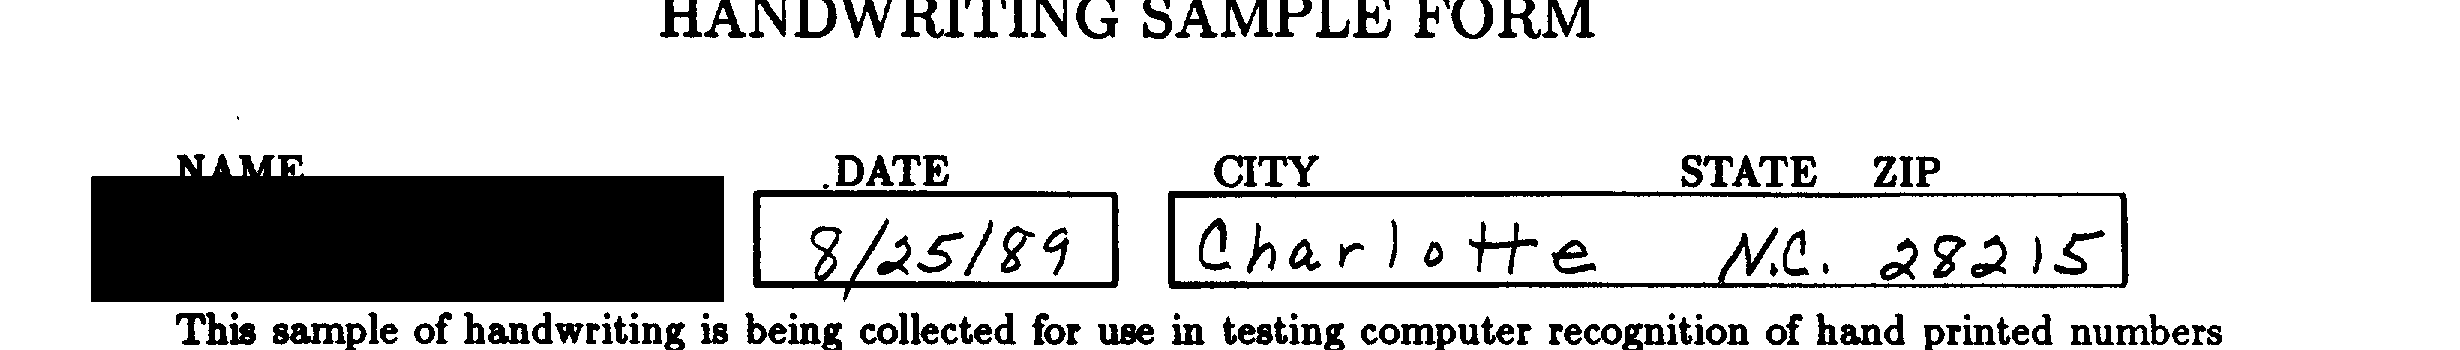 HANDWRITING SAMPLE FORM
NAME DATE CITY STATE ZIP
8/25/89 Charlotte N.C. 28215
This sample of handwriting is being collected for use in testing computer recognition of hand printed numbers